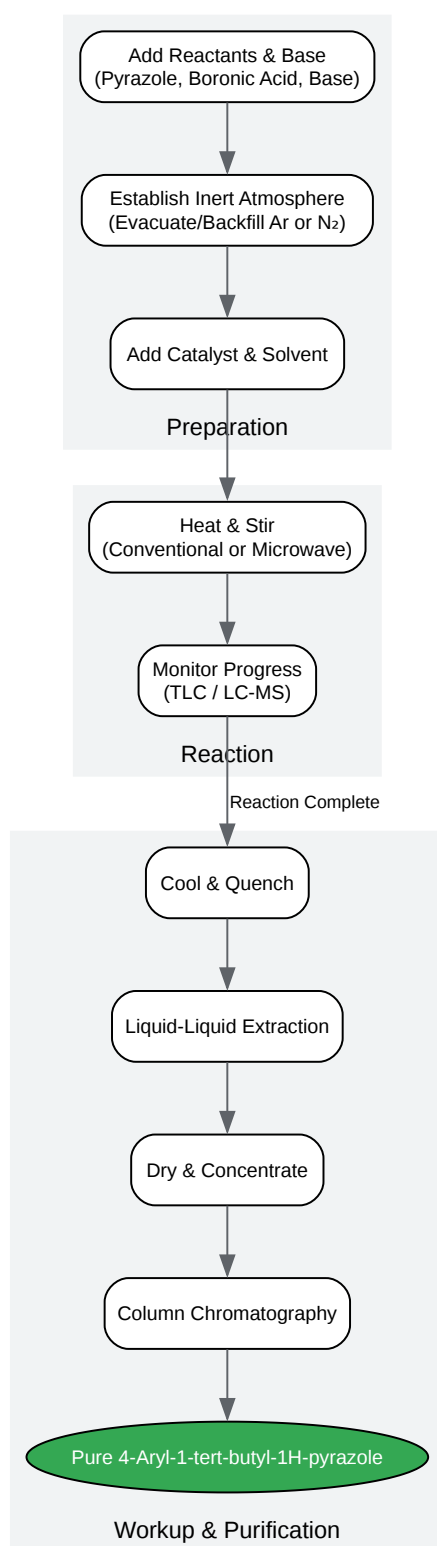 Add Reactants & Base
(Pyrazole, Boronic Acid, Base)
Establish Inert Atmosphere
(Evacuate/Backfill Ar or N₂)
Add Catalyst & Solvent
Preparation
Heat & Stir
(Conventional or Microwave)
Monitor Progress
(TLC / LC-MS)
Reaction
Reaction Complete
Cool & Quench
Liquid-Liquid Extraction
Dry & Concentrate
Column Chromatography
Pure 4-Aryl-1-tert-butyl-1H-pyrazole
Workup & Purification